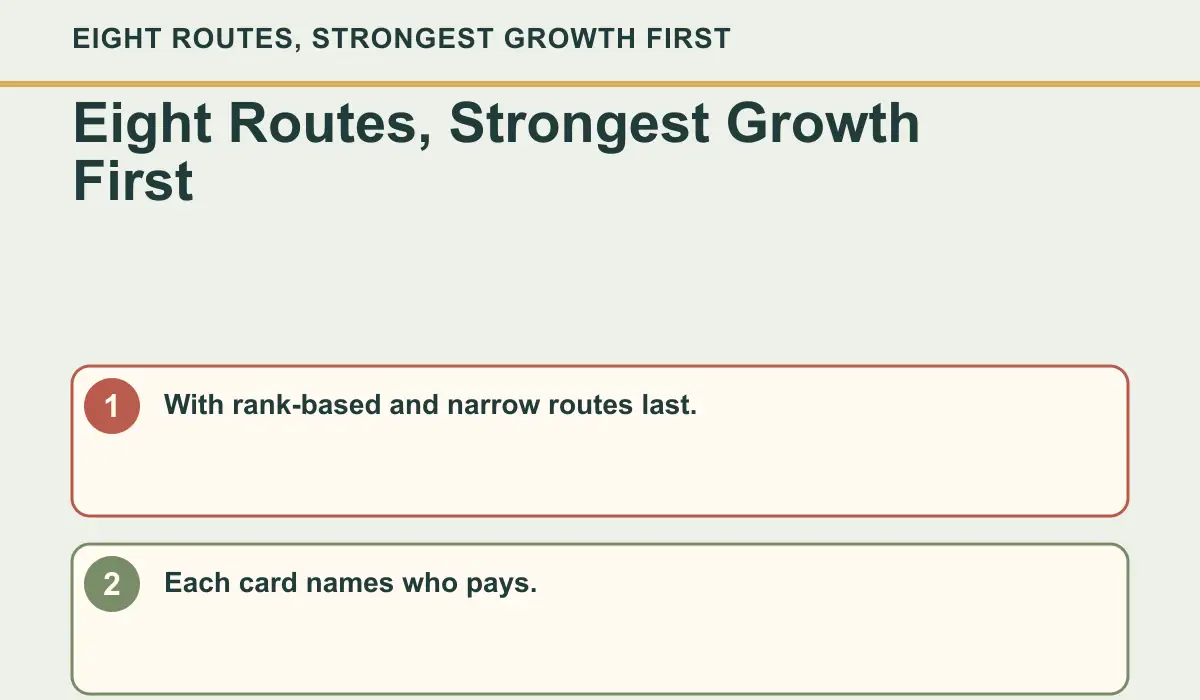 EIGHT ROUTES, STRONGEST GROWTH FIRST
Eight Routes, Strongest Growth
First
1
With rank-based and narrow routes last.
2
Each card names who pays.